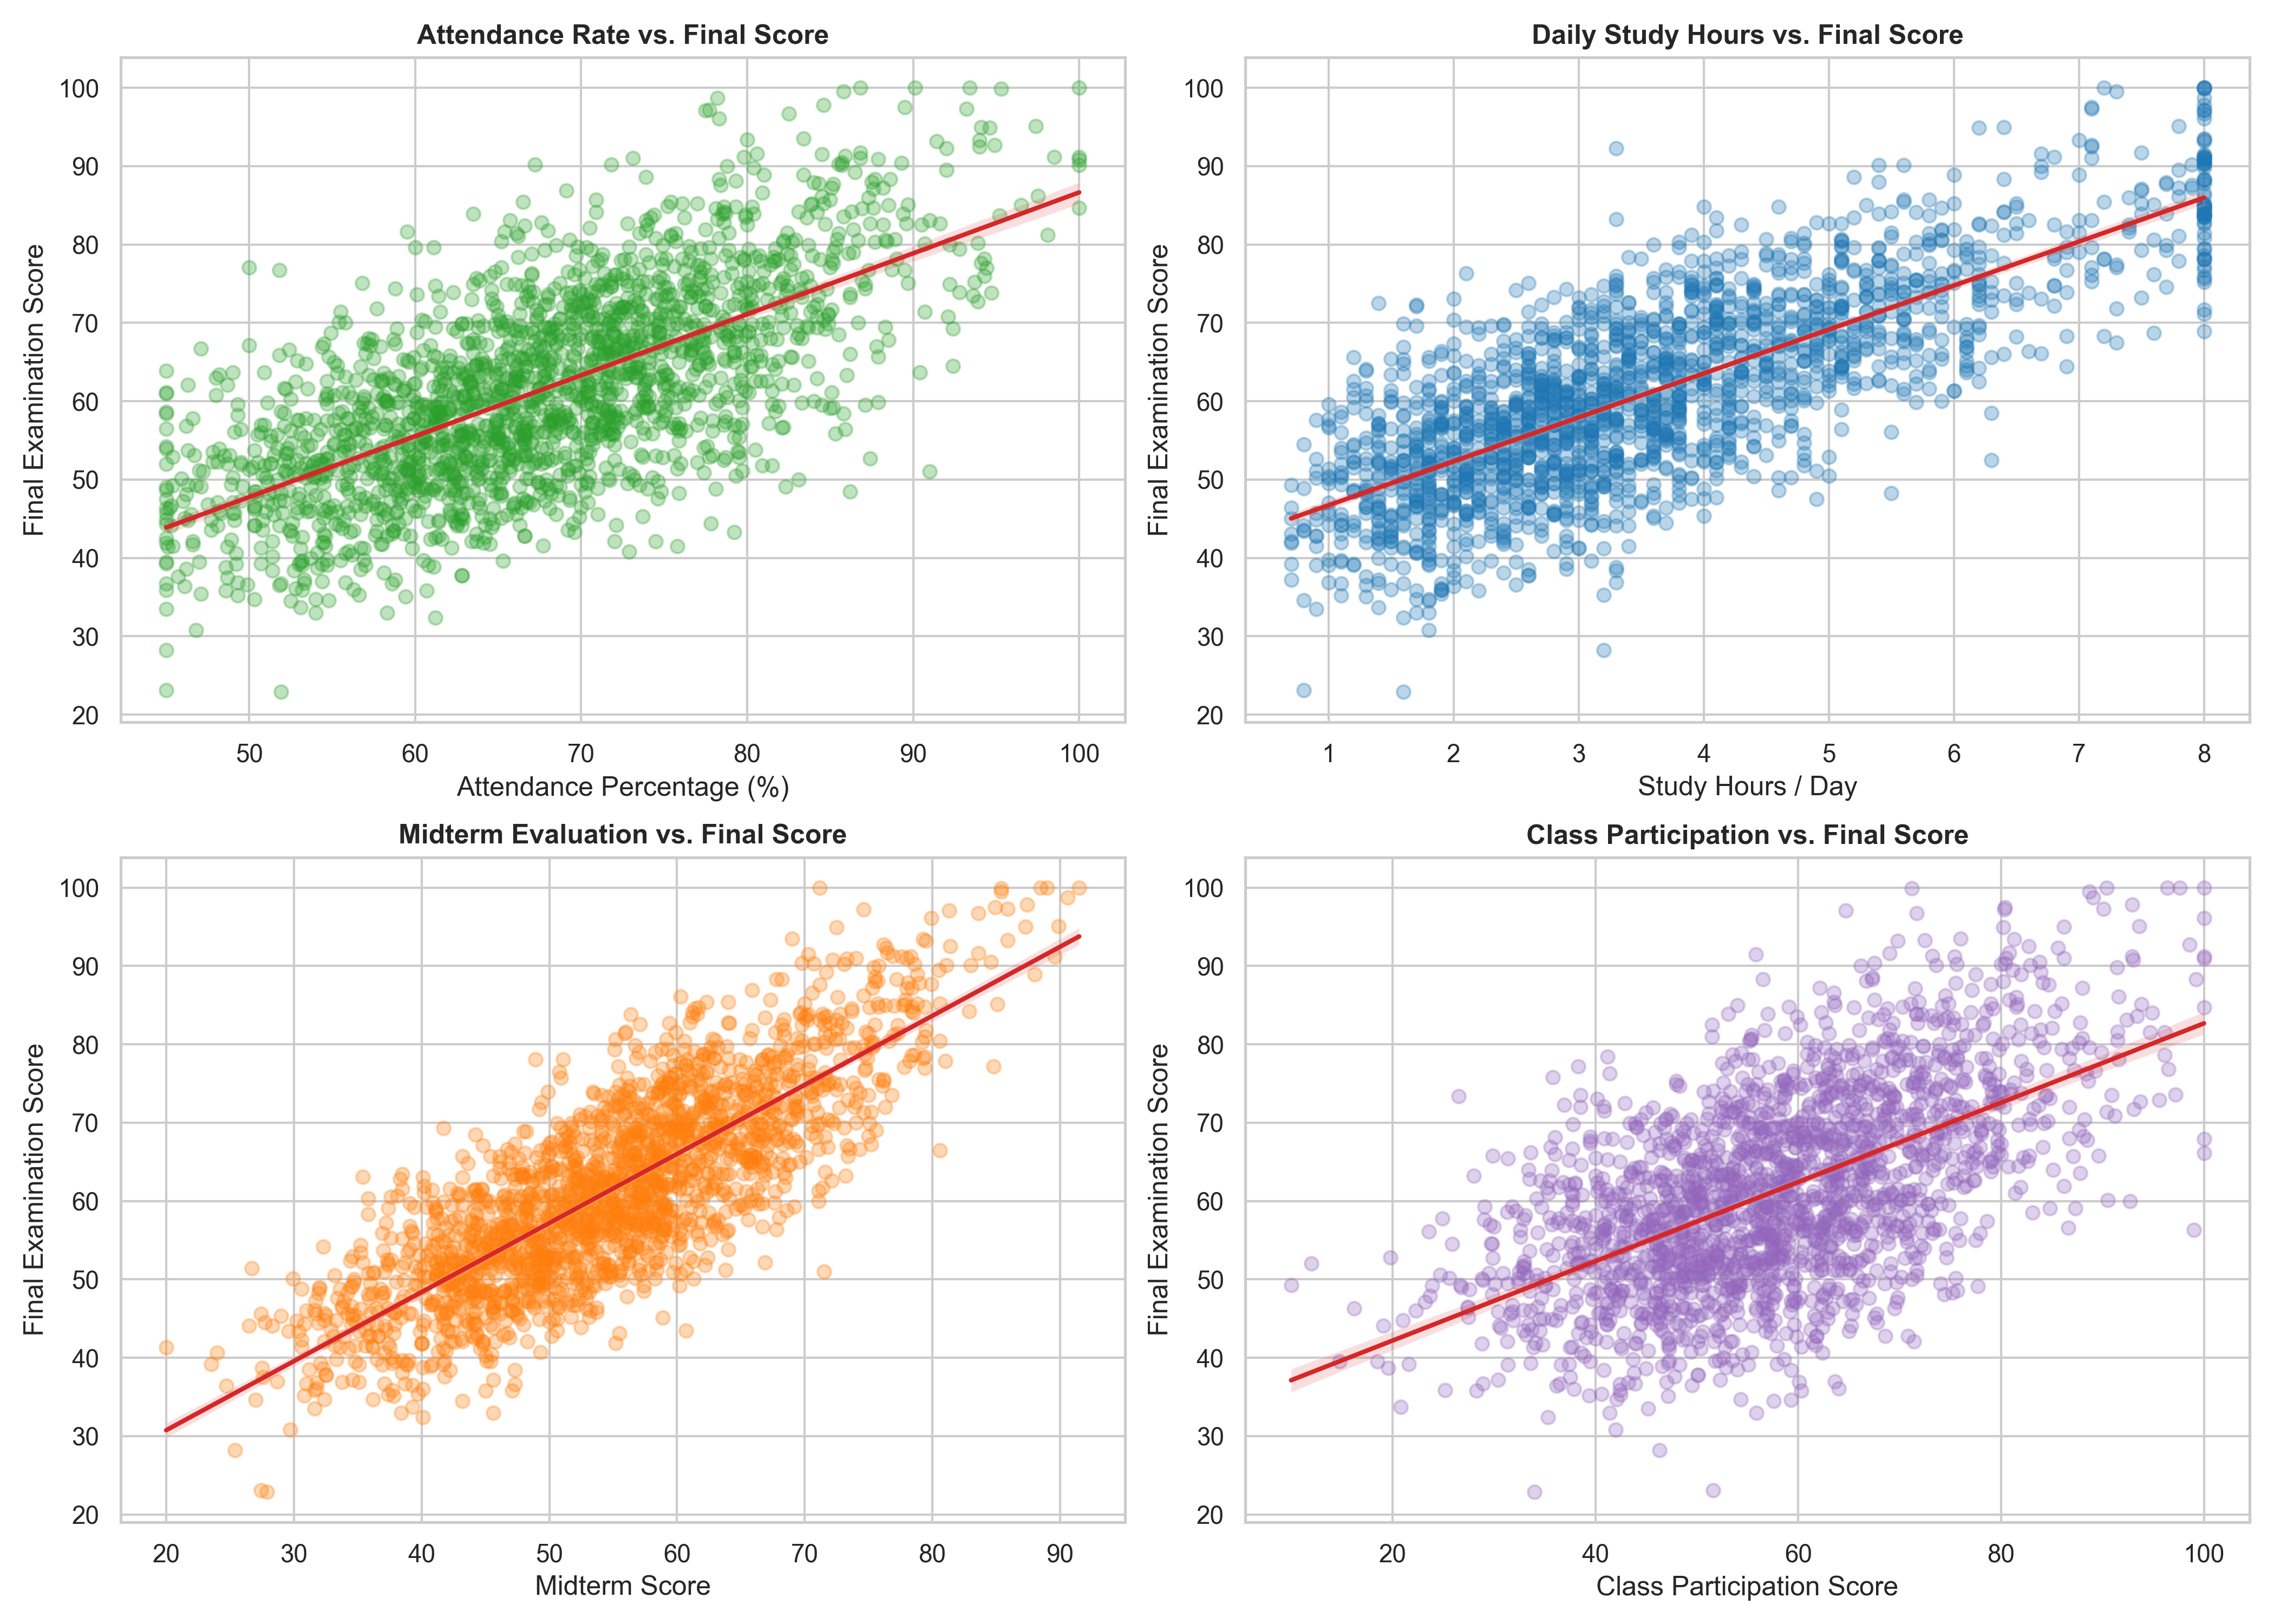 Attendance Rate vs. Final Score
Final Examination Score
100
90
80
70
60
50
40
30
20
50 60 70 80 90 100
Attendance Percentage (%)
Daily Study Hours vs. Final Score
Final Examination Score
100
90
80
70
60
50
40
30
20
1 2 3 4 5 6 7 8
Study Hours / Day
Midterm Evaluation vs. Final Score
Final Examination Score
100
90
80
70
60
50
40
30
20
20 30 40 50 60 70 80 90
Midterm Score
Class Participation vs. Final Score
Final Examination Score
100
90
80
70
60
50
40
30
20
20 40 60 80 100
Class Participation Score